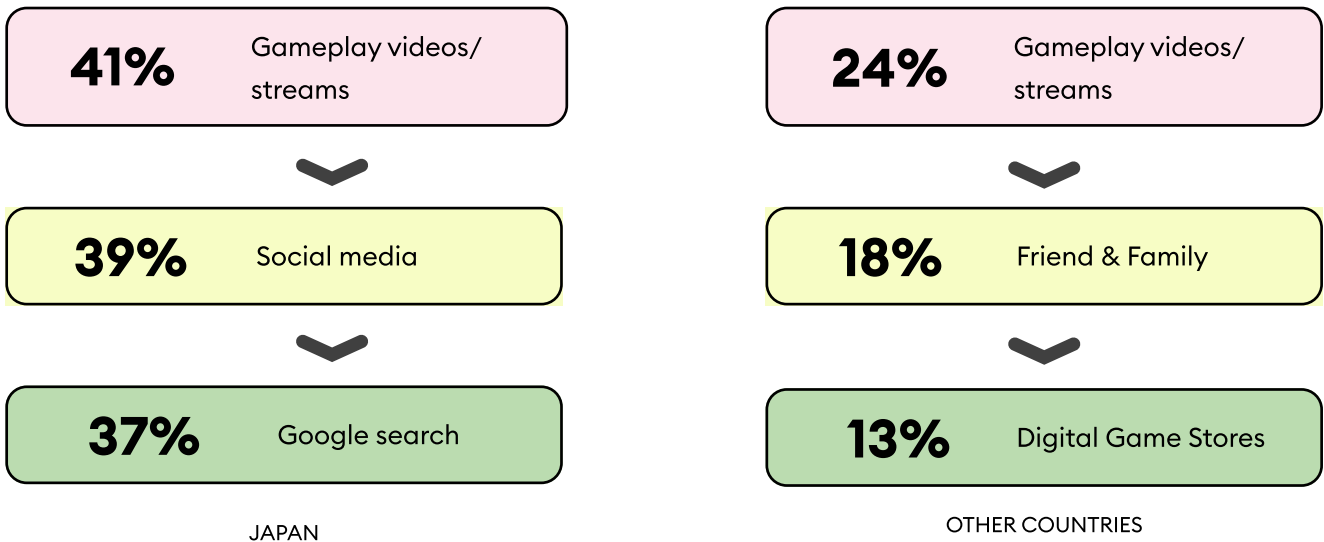 41%
Gameplay videos/
streams
39%
Social media
37%
Google search
JAPAN
24%
Gameplay videos/
streams
18%
Friend & Family
13%
Digital Game Stores
OTHER COUNTRIES